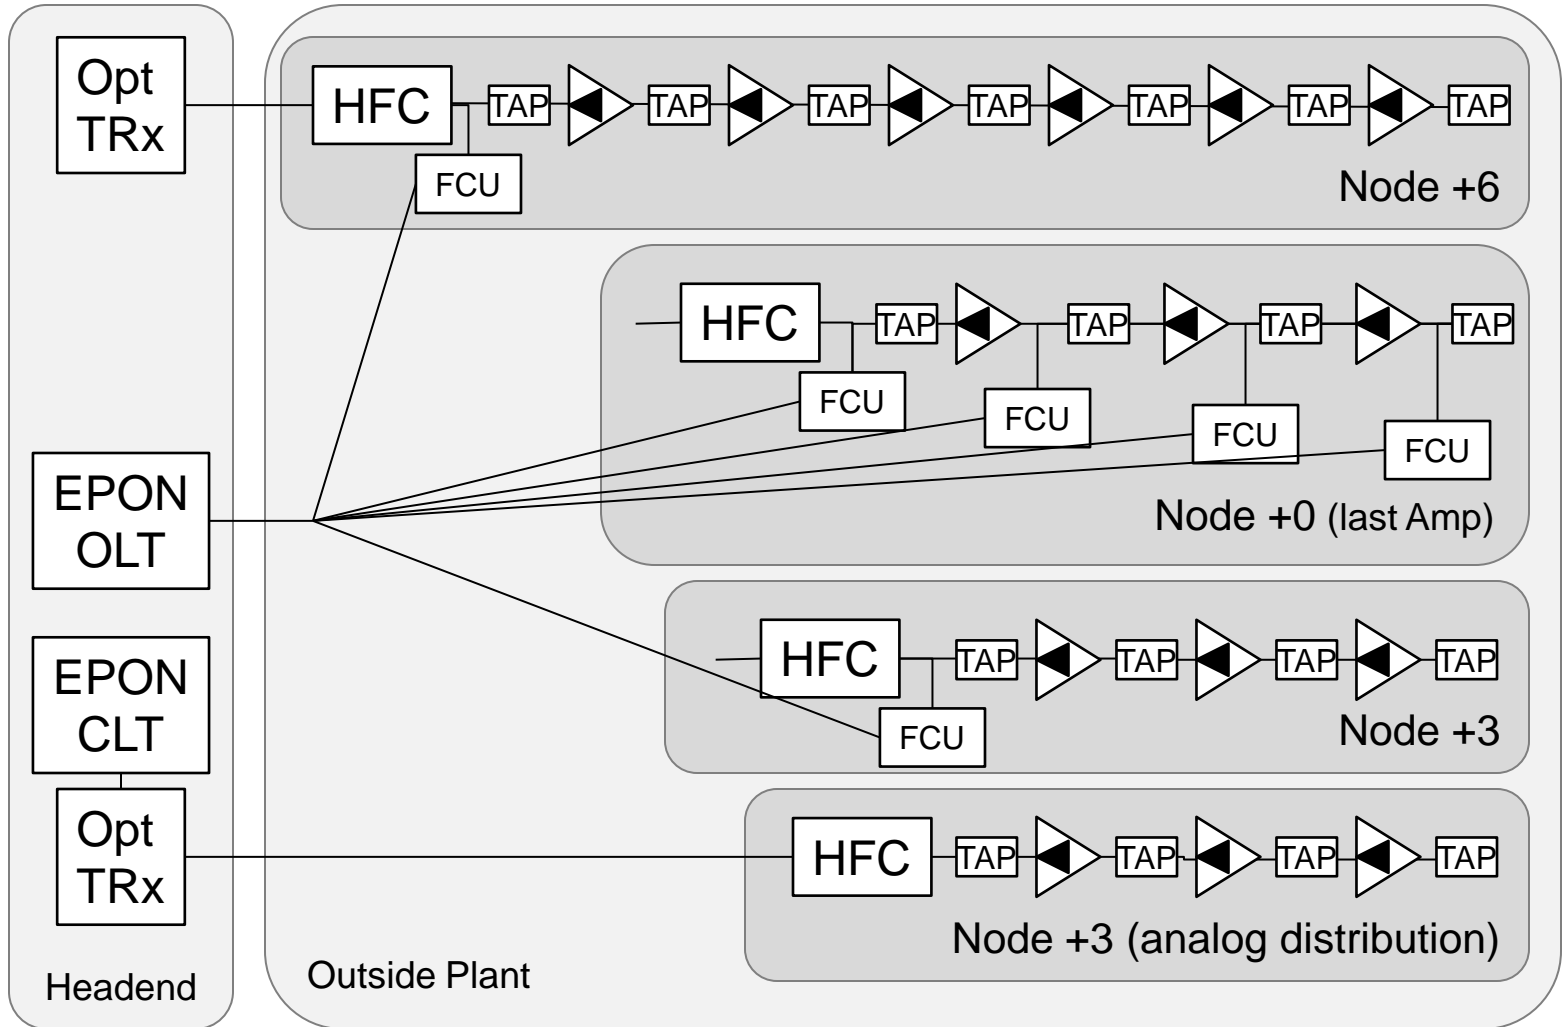 Opt
TRx
HFC
TAP
TAP
TAP
TAP
TAP
TAP
TAP
FCU
Node +6
HFC
TAP
TAP
TAP
TAP
FCU
FCU
FCU
FCU
Node +0 (last Amp)
EPON
OLT
HFC
TAP
TAP
TAP
TAP
FCU
Node +3
EPON
CLT
Opt
TRx
HFC
TAP
TAP
TAP
TAP
Node +3 (analog distribution)
Headend
Outside Plant